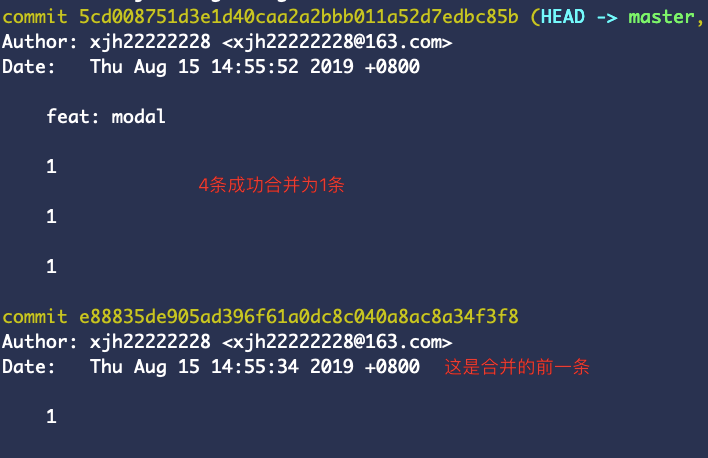 commit 5cd008751d3e1d40caa2a2bbb011a52d7edbc85b (HEAD -> master,
Author: xjh22222228 <xjh22222228@163.com>
Date:   Thu Aug 15 14:55:52 2019 +0800
feat: modal
1
4条成功合并为1条
1
1
commit e88835de905ad396f61a0dc8c040a8ac8a34f3f8
Author: xjh22222228 <xjh22222228@163.com>
Date:   Thu Aug 15 14:55:34 2019 +0800 这是合并的前一条
1